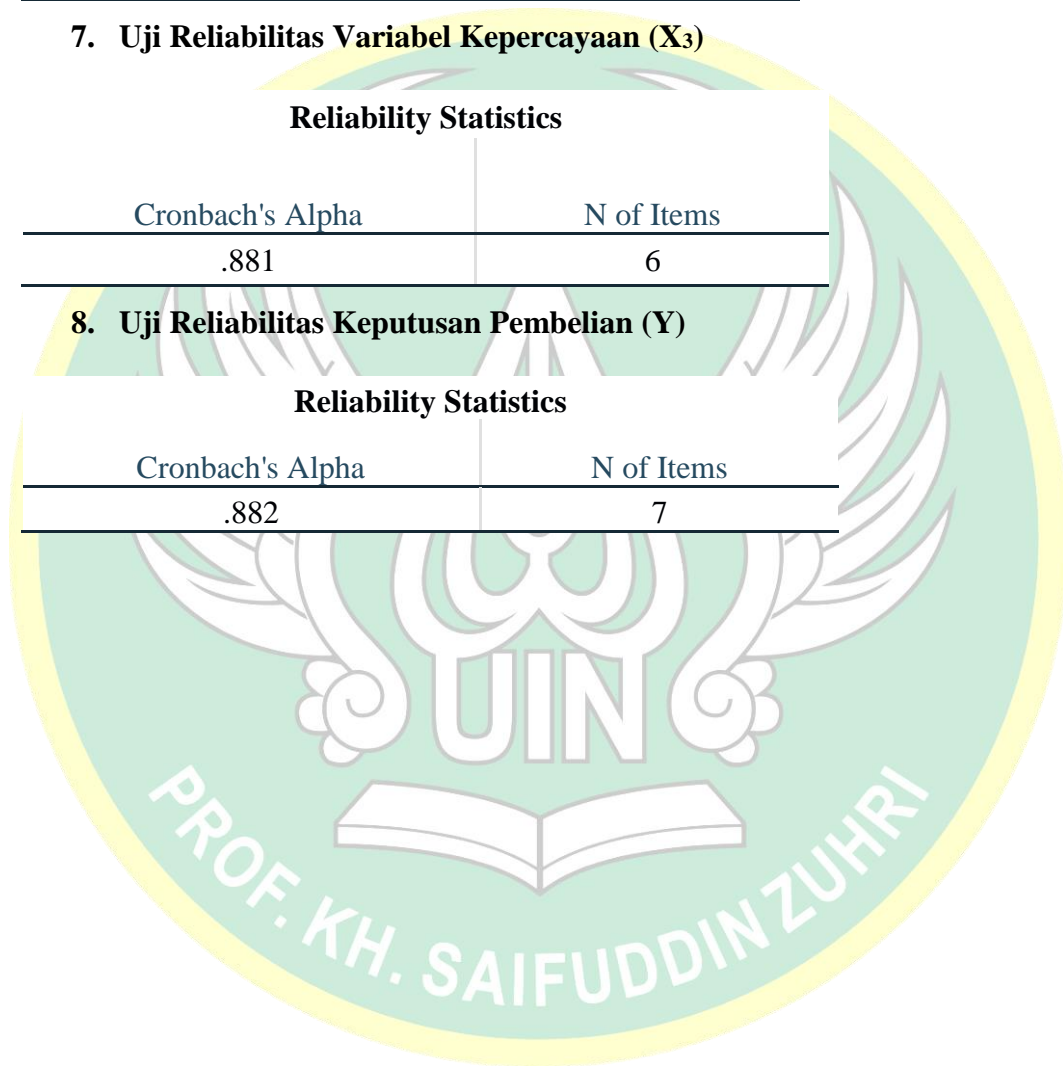 7. Uji Reliabilitas Variabel Kepercayaan (X3)
Reliability Statistics
Cronbach's Alpha N of Items
.881 6
8. Uji Reliabilitas Keputusan Pembelian (Y)
Reliability Statistics
Cronbach's Alpha N of Items
.882 7
UIN
PROF. KH. SAIFUDDIN ZUHRI